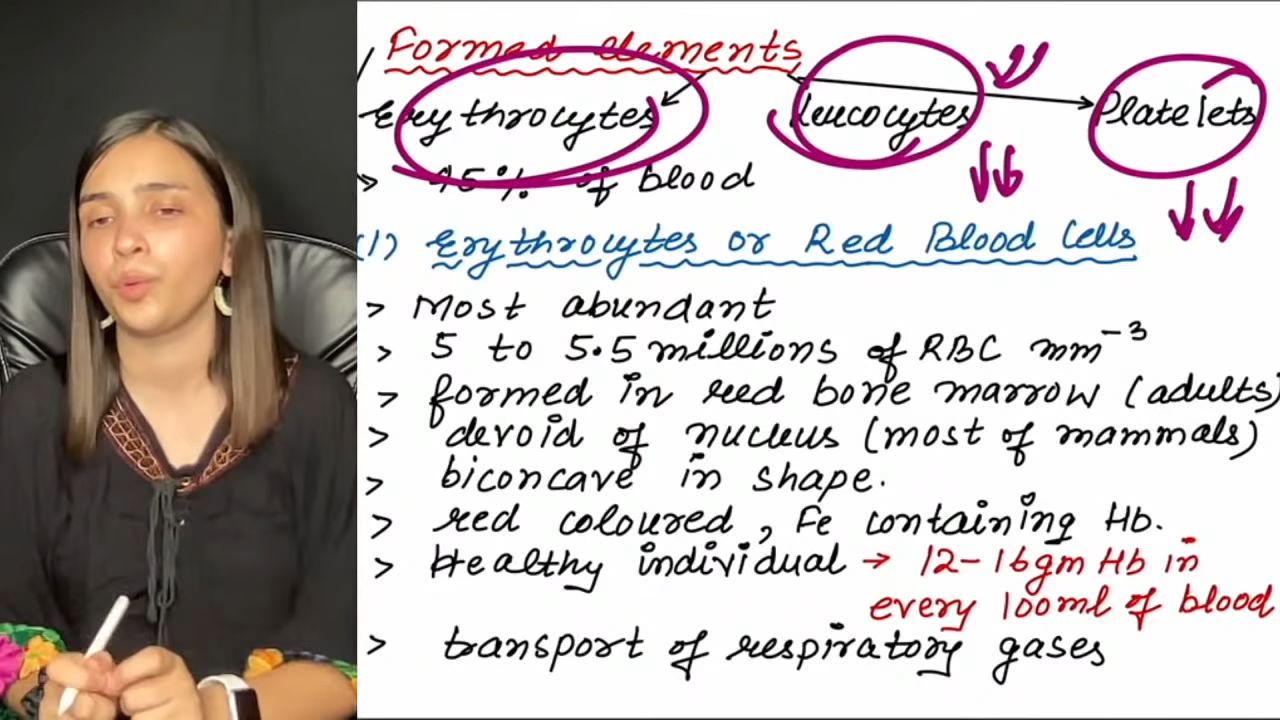 Formed elements
Erythrocytes Leucocytes Platelets
> 45% of blood
(1) Erythrocytes or Red Blood Cells
> Most abundant
> 5 to 5.5 millions of RBC mm⁻³
> formed in red bone marrow (adults)
> devoid of nucleus (most of mammals)
> biconcave in shape.
> red coloured, Fe containing Hb.
> Healthy individual → 12-16gm Hb in
every 100ml of blood
> transport of respiratory gases